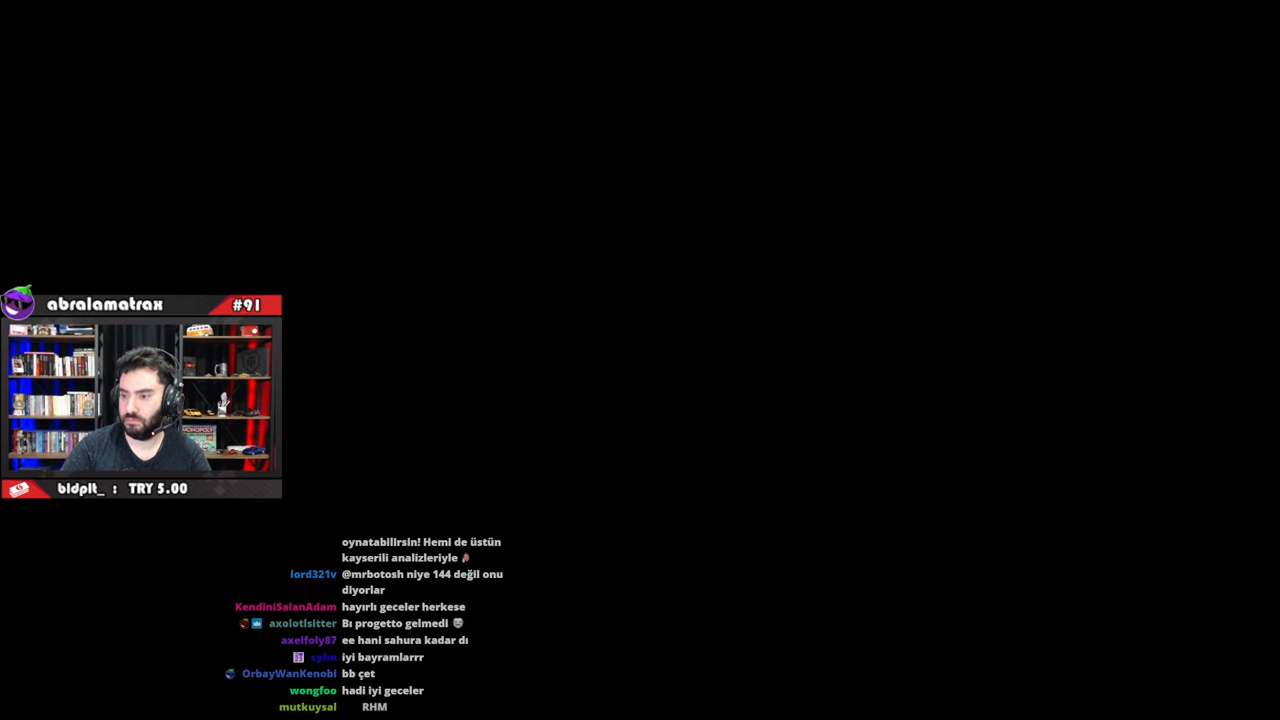 abralamatrax #91
MONOPOLY
bldplt_ : TRY 5.00
oynatabilirsin! Hemi de üstün
kayserili analizleriyle
lord321v @mrbotosh niye 144 değil onu
diyorlar
KendiniSalanAdam hayırlı geceler herkese
axolotlsitter Bı progetto gelmedi
axelfoly87 ee hani sahura kadar dı
cyhn iyi bayramlarrr
OrbayWanKenobi bb çet
wongfoo hadi iyi geceler
mutkuysal RHM